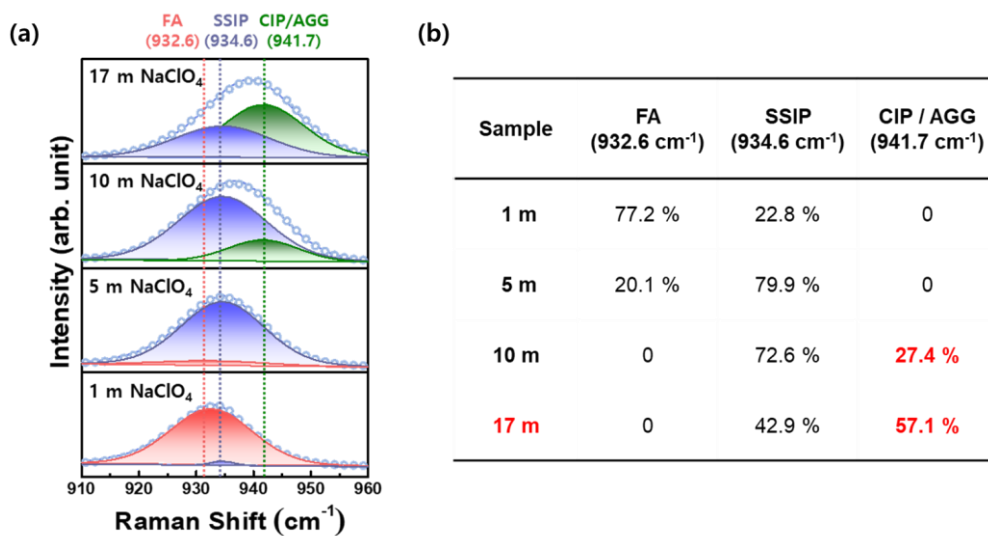 (a)
FA SSIP CIP/AGG
(932.6) (934.6) (941.7)
17 m NaClO₄
10 m NaClO₄
5 m NaClO₄
1 m NaClO₄
Intensity (arb. unit)
910 920 930 940 950 960
Raman Shift (cm⁻¹)
(b)
Sample FA SSIP CIP / AGG
(932.6 cm⁻¹) (934.6 cm⁻¹) (941.7 cm⁻¹)
1 m 77.2 % 22.8 % 0
5 m 20.1 % 79.9 % 0
10 m 0 72.6 % 27.4 %
17 m 0 42.9 % 57.1 %